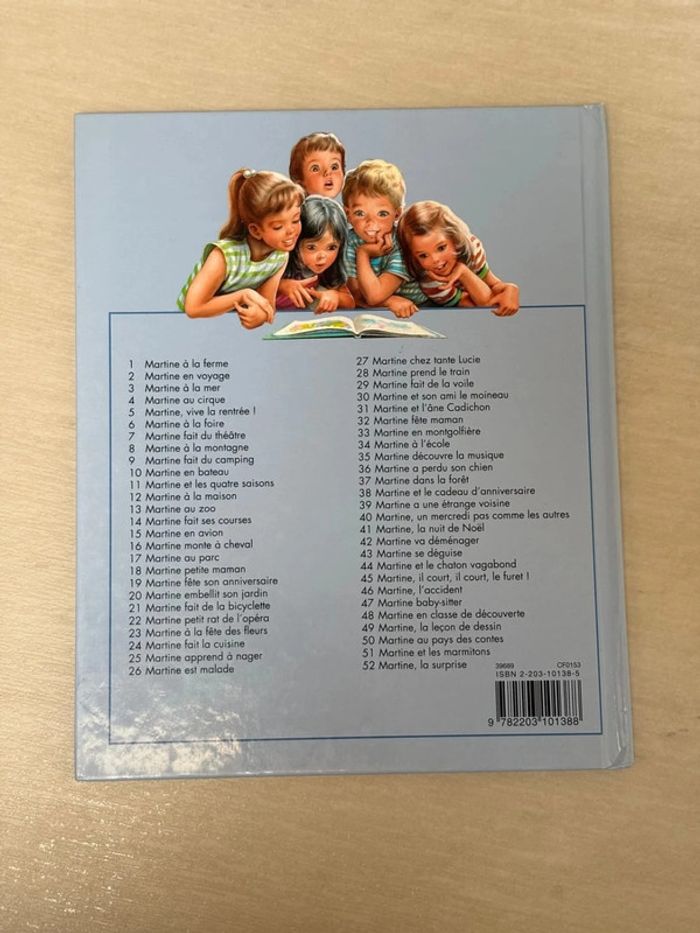 1 Martine à la ferme
2 Martine en voyage
3 Martine à la mer
4 Martine au cirque
5 Martine, vive la rentrée !
6 Martine à la foire
7 Martine fait du théâtre
8 Martine à la montagne
9 Martine fait du camping
10 Martine en bateau
11 Martine et les quatre saisons
12 Martine à la maison
13 Martine au zoo
14 Martine fait ses courses
15 Martine en avion
16 Martine monte à cheval
17 Martine au parc
18 Martine petite maman
19 Martine fête son anniversaire
20 Martine embellit son jardin
21 Martine fait de la bicyclette
22 Martine petit rat de l'opéra
23 Martine à la fête des fleurs
24 Martine fait la cuisine
25 Martine apprend à nager
26 Martine est malade
27 Martine chez tante Lucie
28 Martine prend le train
29 Martine fait de la voile
30 Martine et son ami le moineau
31 Martine et l'âne Cadichon
32 Martine fête maman
33 Martine en montgolfière
34 Martine à l'école
35 Martine découvre la musique
36 Martine a perdu son chien
37 Martine dans la forêt
38 Martine et le cadeau d'anniversaire
39 Martine a une étrange voisine
40 Martine, un mercredi pas comme les autres
41 Martine, la nuit de Noël
42 Martine va déménager
43 Martine se déguise
44 Martine et le chaton vagabond
45 Martine, il court, il court, le furet !
46 Martine, l'accident
47 Martine baby-sitter
48 Martine en classe de découverte
49 Martine, la leçon de dessin
50 Martine au pays des contes
51 Martine et les marmitons
52 Martine, la surprise
39689 CF0153
ISBN 2-203-10138-5
9 782203 101388